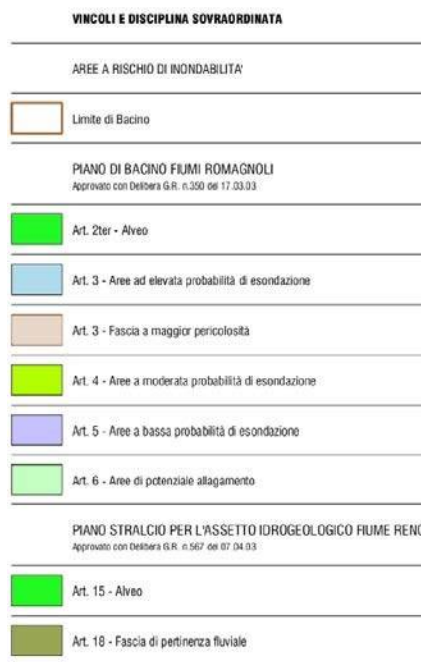 VINCOLI E DISCIPLINA SOVRAORDINATA
AREE A RISCHIO DI INONDABILITA'
Limite di Bacino
PIANO DI BACINO FIUMI ROMAGNOLI
Approvato con Delibera G.R. n.350 del 17.03.03
Art. 2ter - Alveo
Art. 3 - Aree ad elevata probabilità di esondazione
Art. 3 - Fascia a maggior pericolosità
Art. 4 - Aree a moderata probabilità di esondazione
Art. 5 - Aree a bassa probabilità di esondazione
Art. 6 - Aree di potenziale allagamento
PIANO STRALCIO PER L'ASSETTO IDROGEOLOGICO FIUME RENO
Approvato con Delibera G.R. n.567 del 07.04.03
Art. 15 - Alveo
Art. 18 - Fascia di pertinenza fluviale